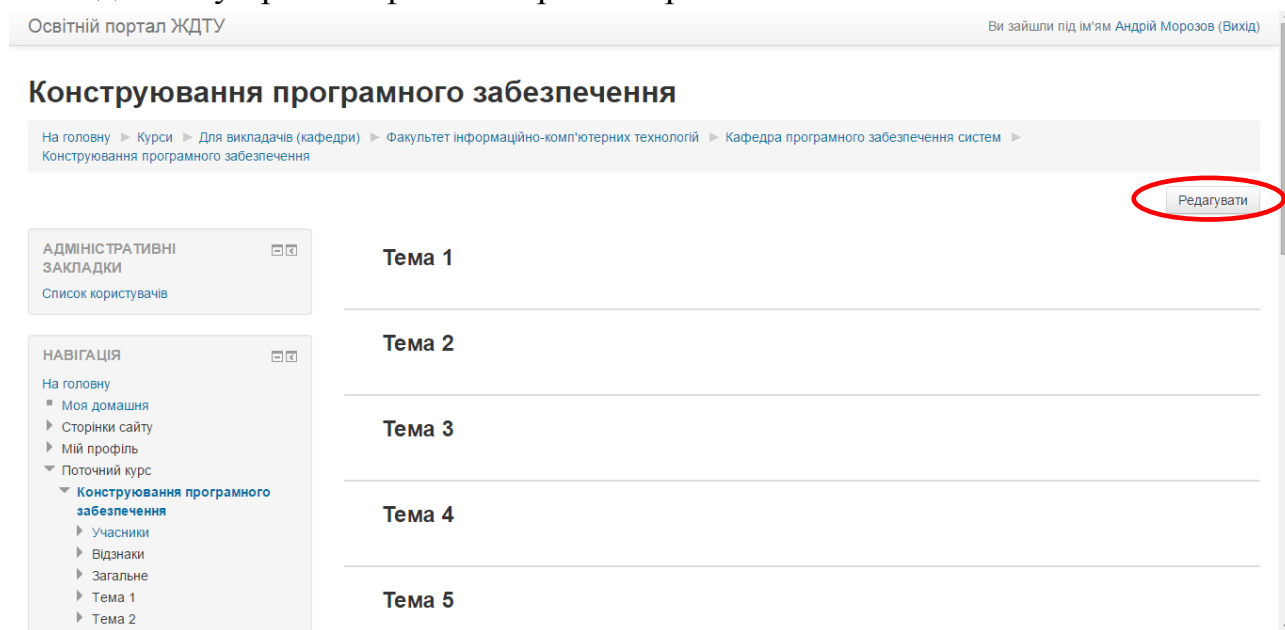 Освітній портал ЖДТУ
Ви зайшли під ім'ям Андрій Морозов (Вихід)
Конструювання програмного забезпечення
На головну ► Курси ► Для викладачів (кафедри) ► Факультет інформаційно-комп'ютерних технологій ► Кафедра програмного забезпечення систем ►
Конструювання програмного забезпечення
Редагувати
АДМІНІСТРАТИВНІ
ЗАКЛАДКИ
Список користувачів
НАВІГАЦІЯ
На головну
Моя домашня
Сторінки сайту
Мій профіль
Поточний курс
Конструювання програмного
забезпечення
Учасники
Відзнаки
Загальне
Тема 1
Тема 2
Тема 1
Тема 2
Тема 3
Тема 4
Тема 5